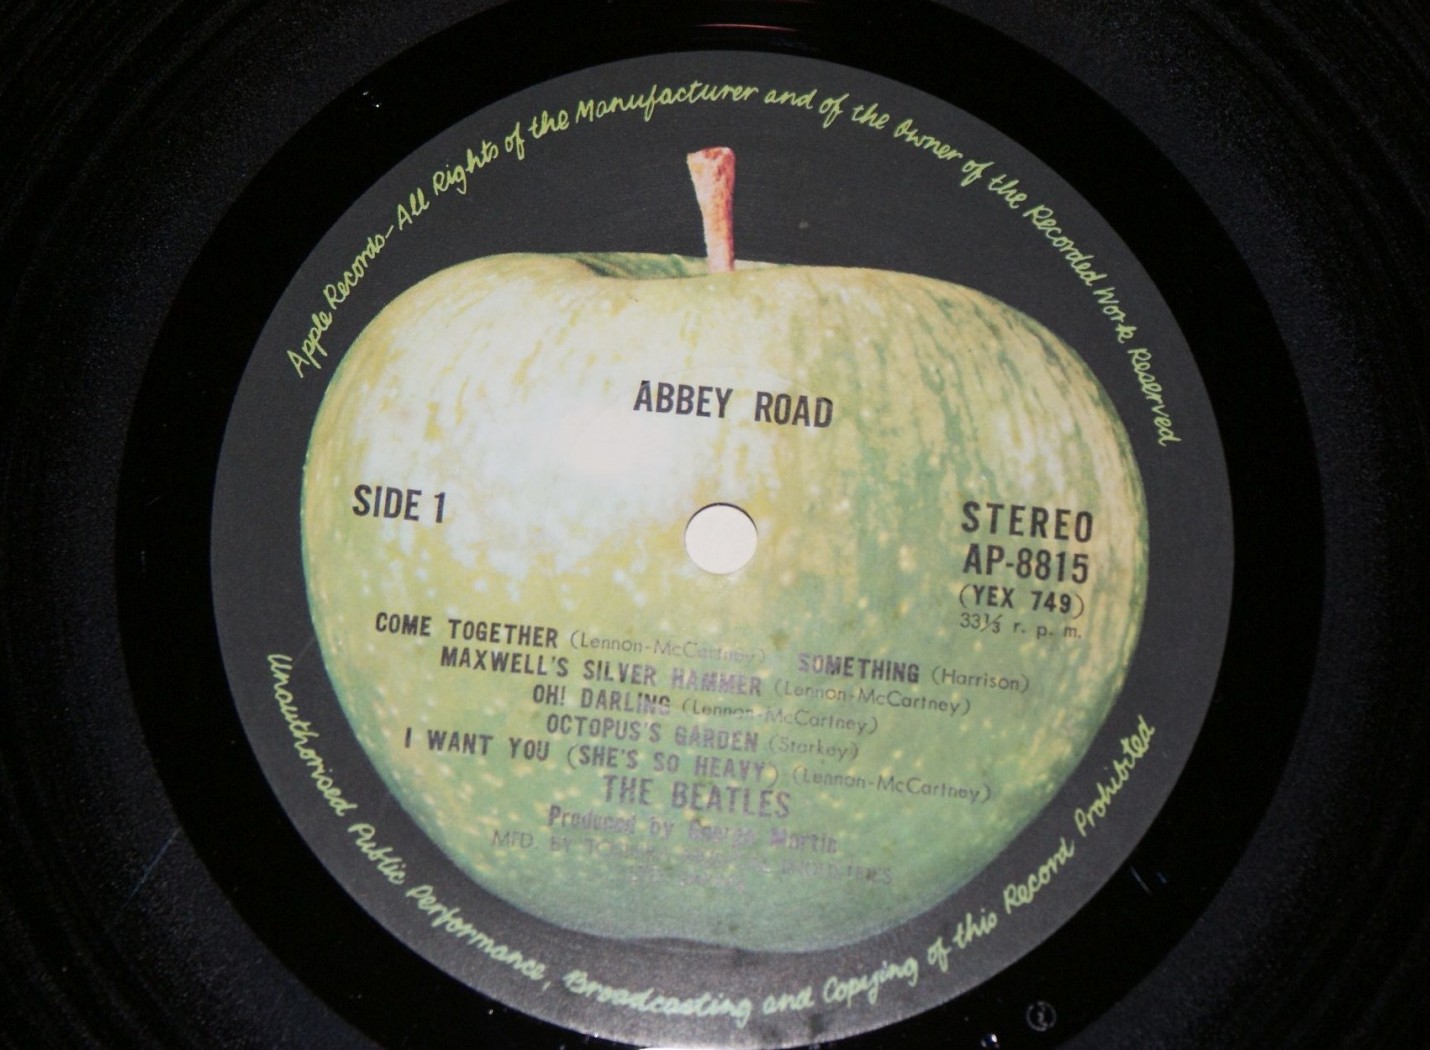 Apple Records-All Rights of the Manufacturer and of the Owner of the Recorded Work Reserved
ABBEY ROAD
SIDE 1
STEREO
AP-8815
(YEX 749)
33⅓ r. p. m.
COME TOGETHER (Lennon-McCartney) SOMETHING (Harrison)
MAXWELL'S SILVER HAMMER (Lennon-McCartney)
OH! DARLING (Lennon-McCartney)
OCTOPUS'S GARDEN (Starkey)
I WANT YOU (SHE'S SO HEAVY) (Lennon-McCartney)
THE BEATLES
Produced by George Martin
MFD. BY
Unauthorised Public Performance, Broadcasting and Copying of this Record Prohibited